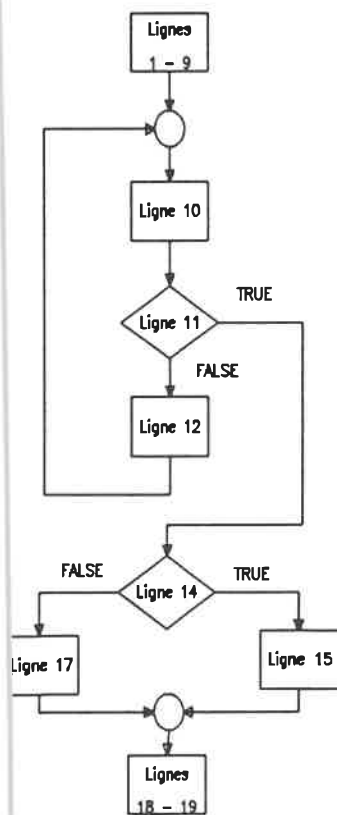 Lignes
1 - 9
Ligne 10
TRUE
Ligne 11
FALSE
Ligne 12
FALSE
TRUE
Ligne 14
Ligne 17
Ligne 15
Lignes
18 - 19